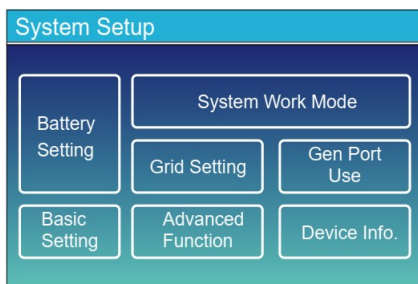 System Setup
Battery
Setting
System Work Mode
Grid Setting
Gen Port
Use
Basic
Setting
Advanced
Function
Device Info.